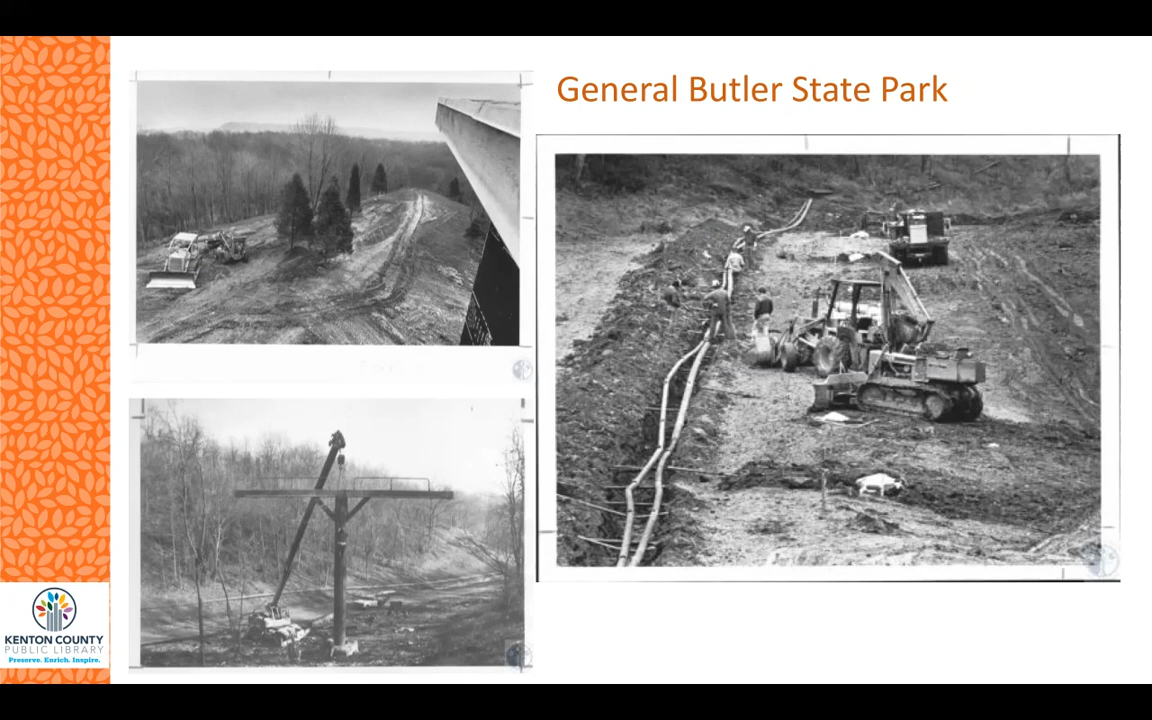 General Butler State Park
KENTON COUNTY
PUBLIC LIBRARY
Preserve. Enrich. Inspire.